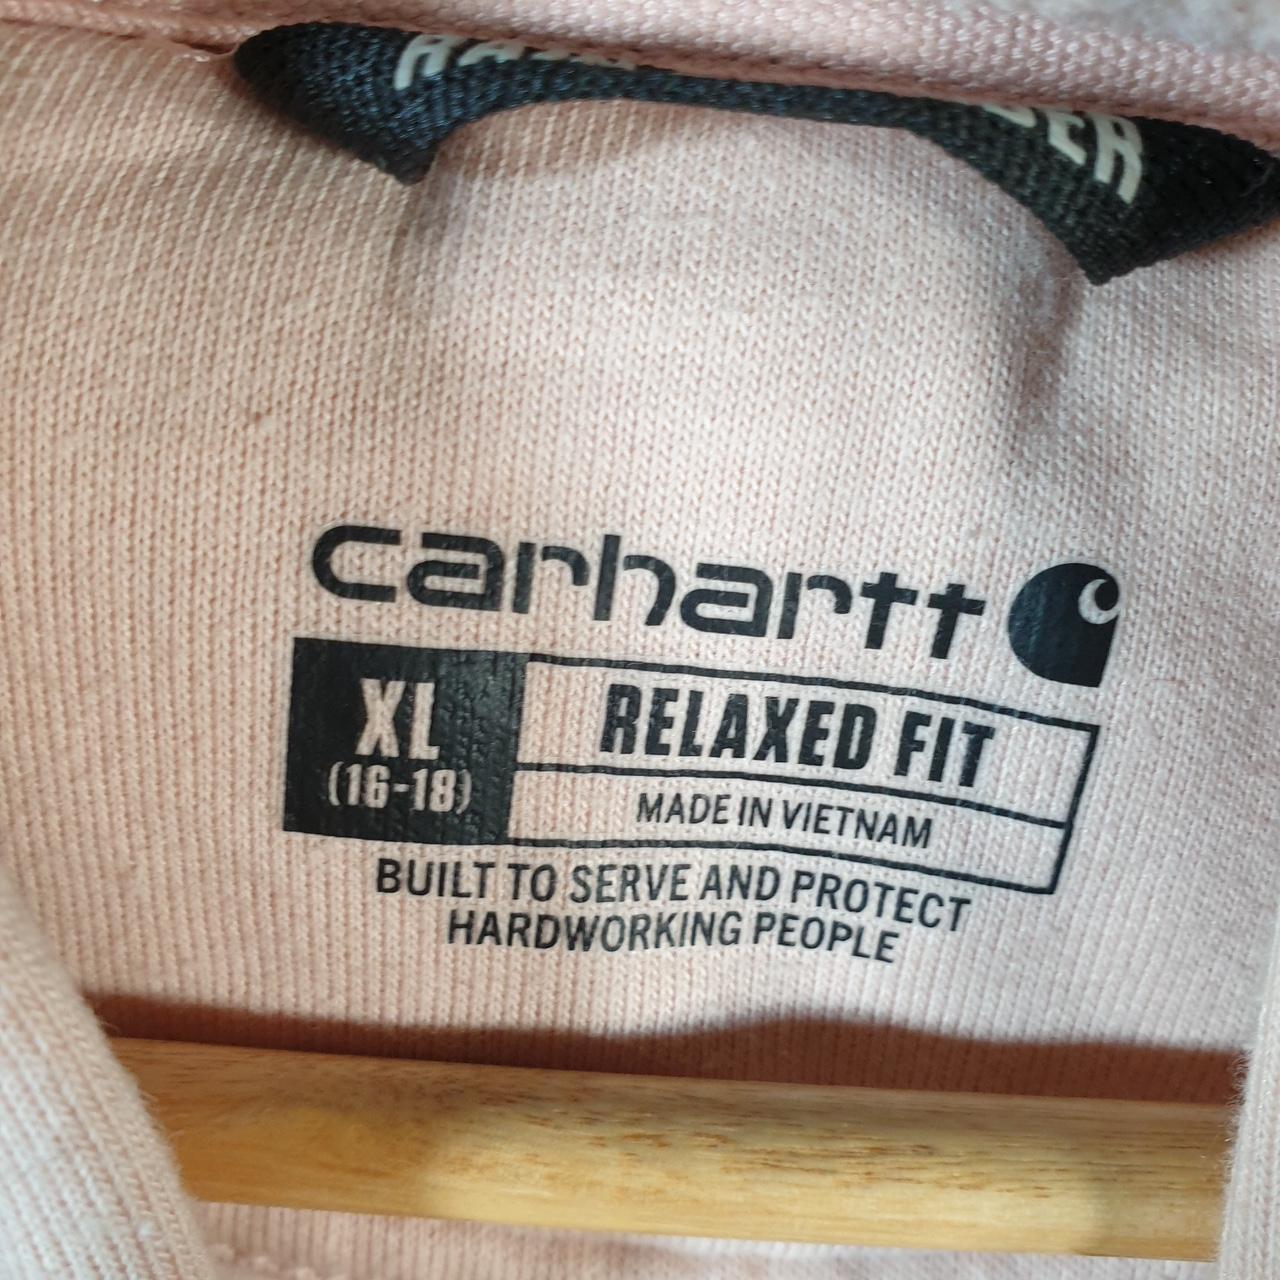 carhartt
XL
(16-18)
RELAXED FIT
MADE IN VIETNAM
BUILT TO SERVE AND PROTECT
HARDWORKING PEOPLE